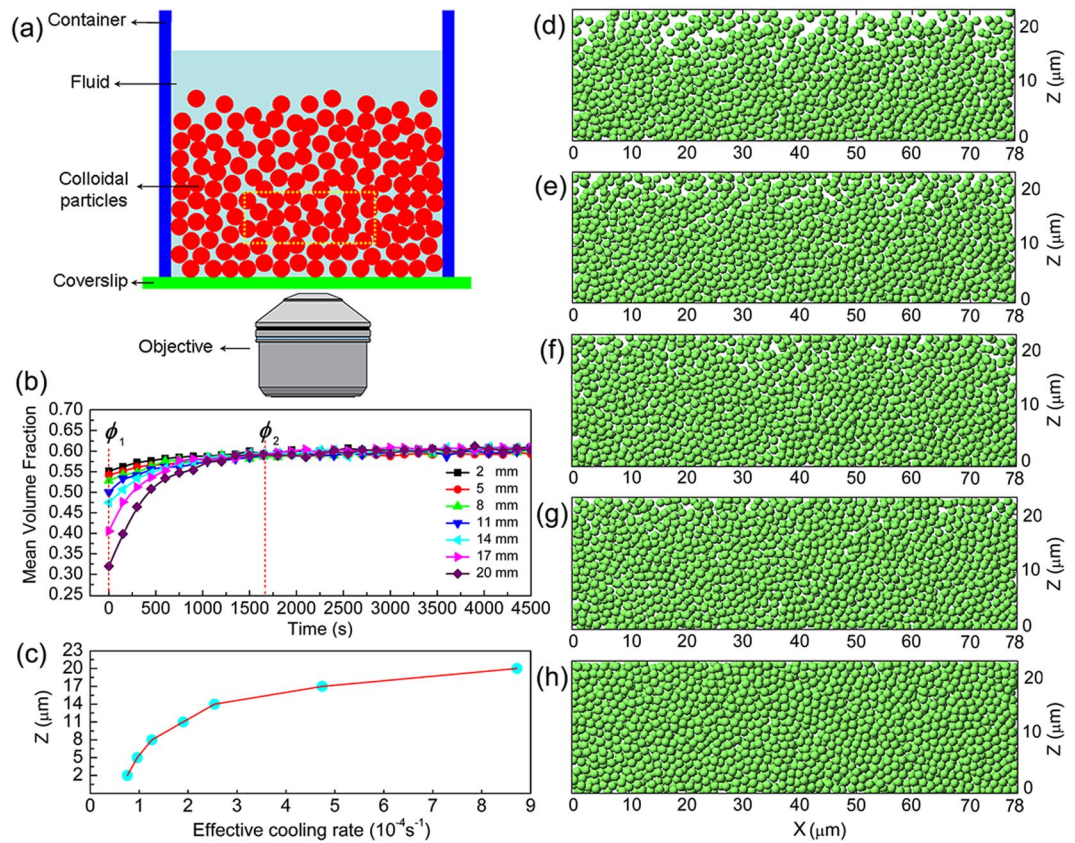 (a)
Container
Fluid
Colloidal
particles
Coverslip
Objective
(b)
Mean Volume Fraction
0.70
0.65
0.60
0.55
0.50
0.45
0.40
0.35
0.30
0.25
ϕ1
ϕ2
2 mm
5 mm
8 mm
11 mm
14 mm
17 mm
20 mm
0 500 1000 1500 2000 2500 3000 3500 4000 4500
Time (s)
(c)
Z (μm)
23
20
17
14
11
8
5
2
0 1 2 3 4 5 6 7 8 9
Effective cooling rate (10⁻⁴s⁻¹)
(d)
20
10
0
Z (μm)
0 10 20 30 40 50 60 70 78
(e)
20
10
0
Z (μm)
0 10 20 30 40 50 60 70 78
(f)
20
10
0
Z (μm)
0 10 20 30 40 50 60 70 78
(g)
20
10
0
Z (μm)
0 10 20 30 40 50 60 70 78
(h)
20
10
0
Z (μm)
0 10 20 30 40 50 60 70 78
X (μm)